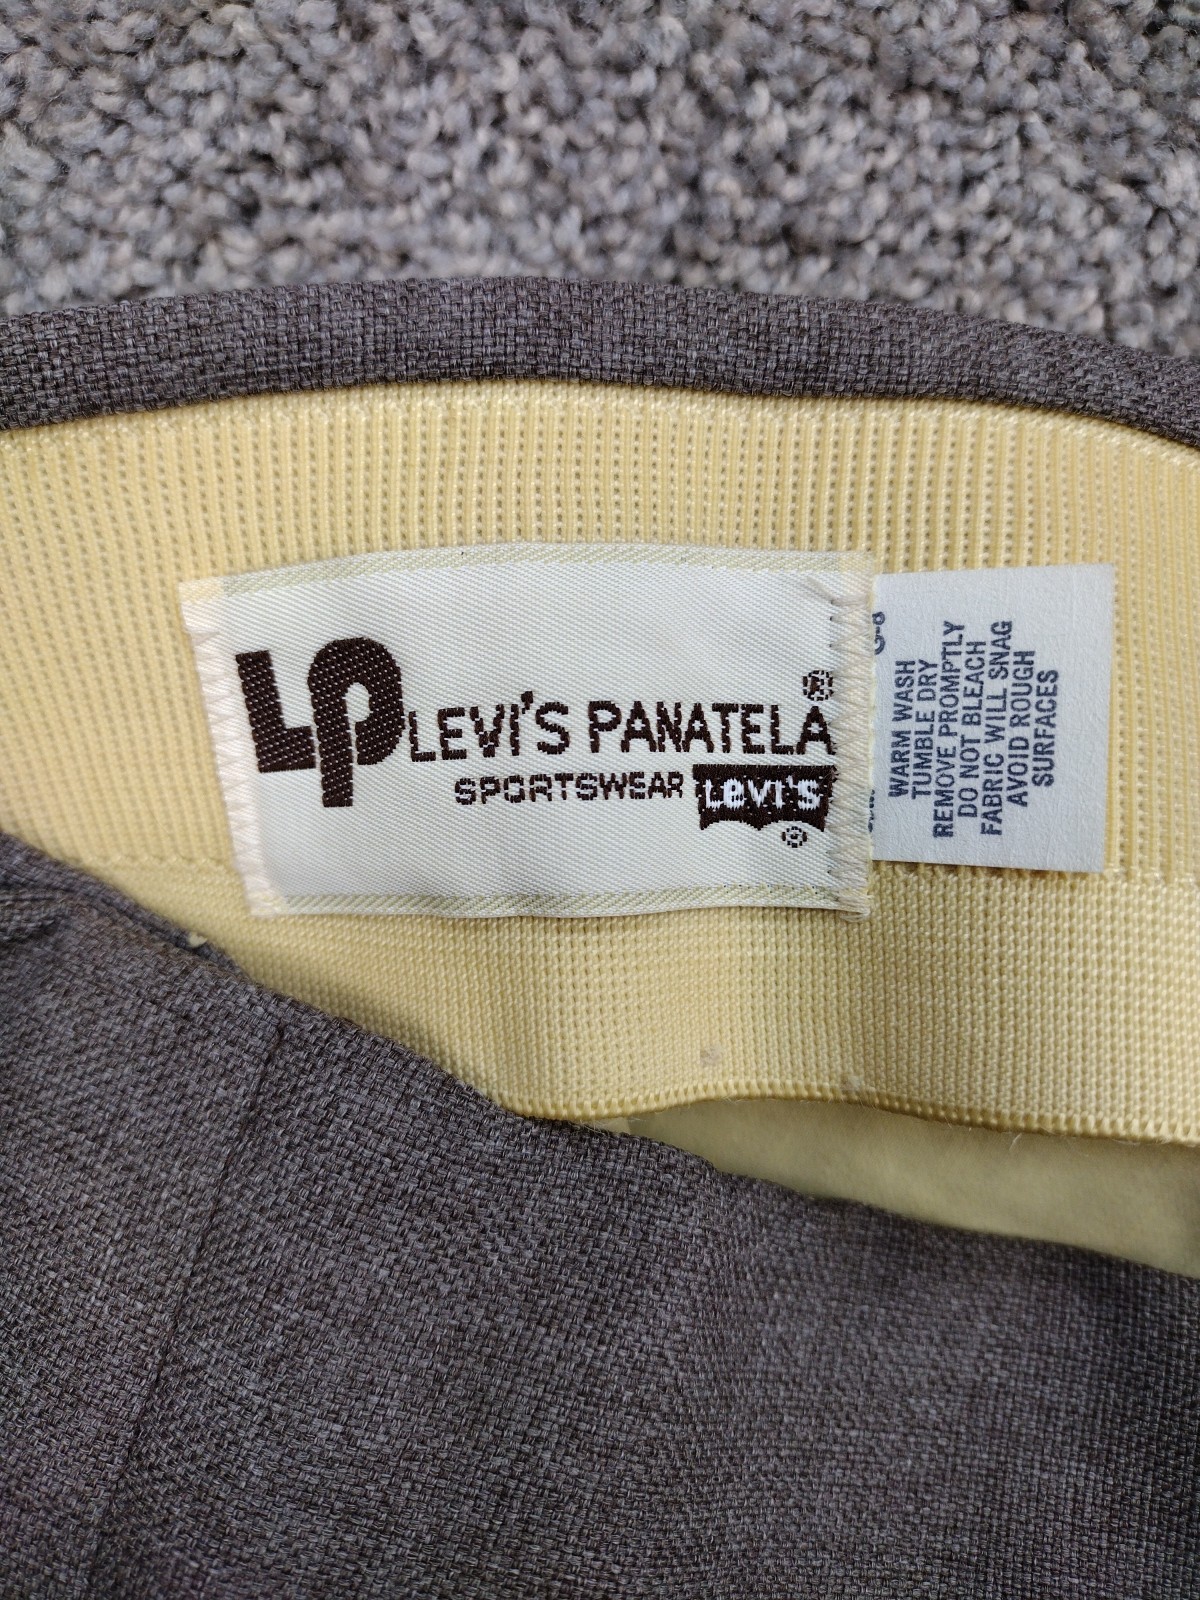 LP LEVI'S PANATELA ®
SPORTSWEAR LEVI'S
®
WARM WASH
TUMBLE DRY
REMOVE PROMPTLY
DO NOT BLEACH
FABRIC WILL SNAG
AVOID ROUGH
SURFACES